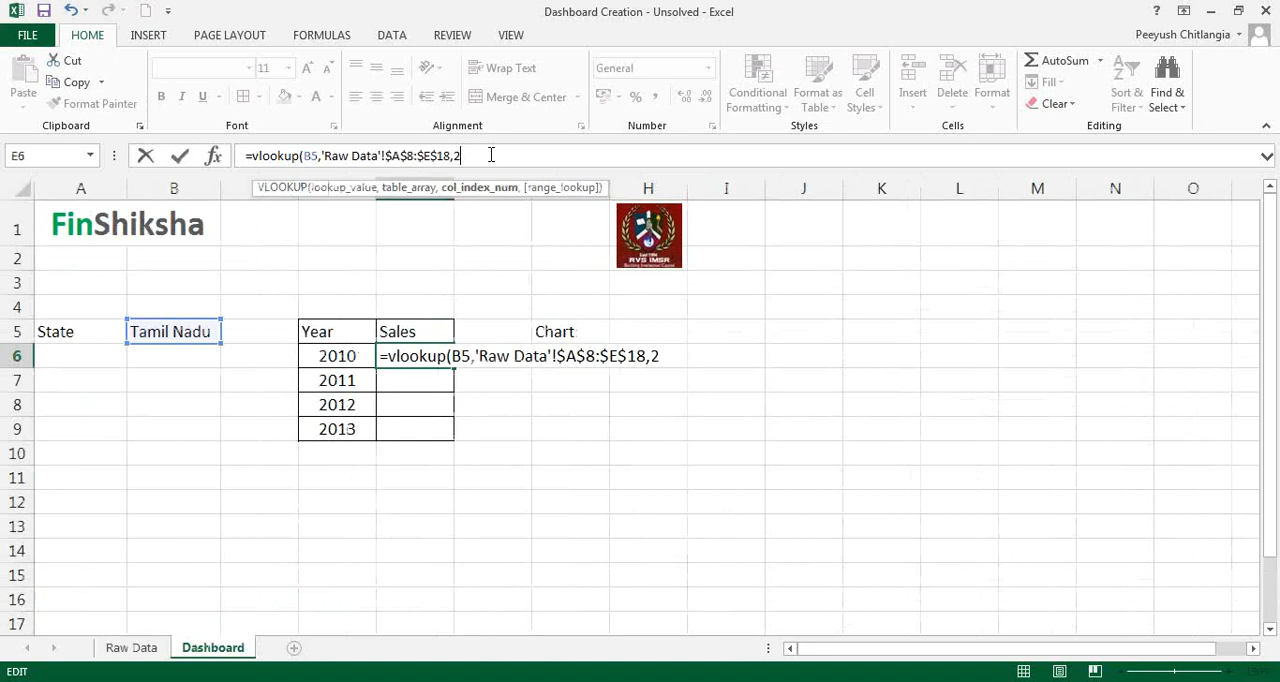 Dashboard Creation - Unsolved - Excel
?
FILE HOME INSERT PAGE LAYOUT FORMULAS DATA REVIEW VIEW
Peeyush Chitlangia
Paste
Cut
Copy
Format Painter
Clipboard
11 A A
B I U A
Font
Wrap Text
Merge & Center
Alignment
General
%
Number
Conditional Formatting
Format as Table
Cell Styles
Styles
Insert Delete Format
Cells
AutoSum
Fill
Clear
Sort & Filter
Find & Select
Editing
E6
fx
=vlookup(B5,'Raw Data'!$A$8:$E$18,2
VLOOKUP(lookup_value, table_array, col_index_num, [range_lookup])
A B H I J K L M N O
1 FinShiksha
RVS IMSR
2
3
4
5 State Tamil Nadu Year Sales Chart
6 2010 =vlookup(B5,'Raw Data'!$A$8:$E$18,2
7 2011
8 2012
9 2013
10
11
12
13
14
15
16
17
Raw Data Dashboard
EDIT